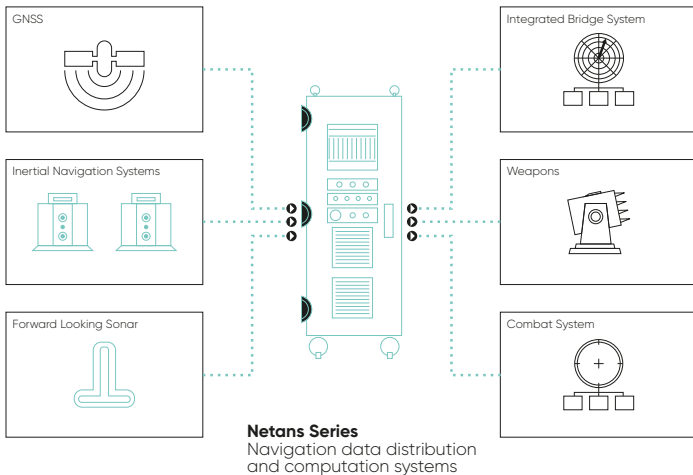 GNSS
Integrated Bridge System
Inertial Navigation Systems
Weapons
Forward Looking Sonar
Combat System
Netans Series
Navigation data distribution
and computation systems